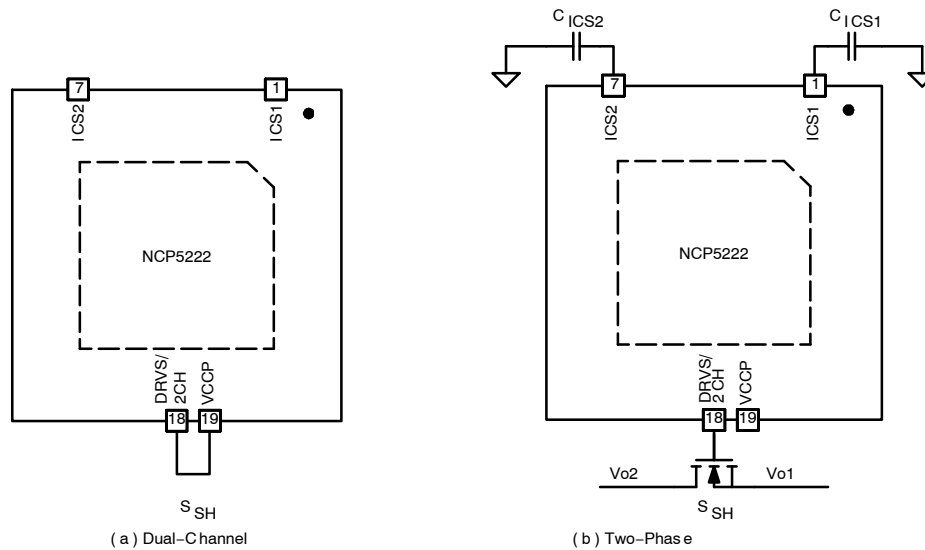 C ICS2
C ICS1
7
1
ICS2
ICS1
NCP5222
DRVS/
2CH
VCCP
18
19
S SH
(a) Dual−Channel
7
1
ICS2
ICS1
NCP5222
DRVS/
2CH
VCCP
18
19
Vo2
Vo1
S SH
(b) Two−Phase